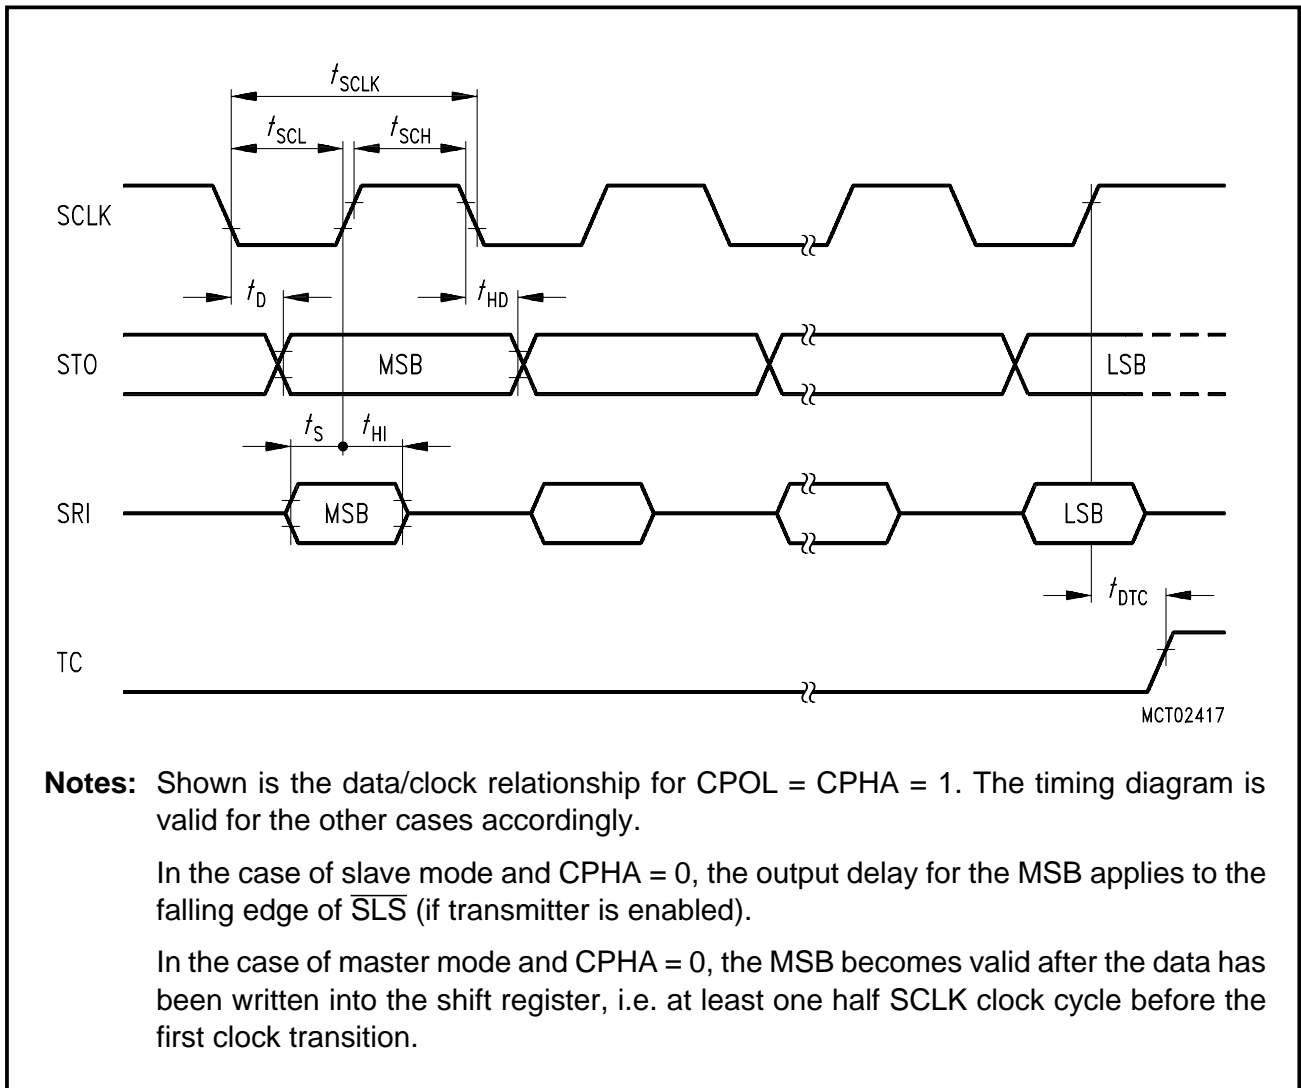 tSCLK
tSCL
tSCH
SCLK
tD
tHD
STO
MSB
LSB
tS
tHI
SRI
MSB
LSB
tDTC
TC
MCT02417
Notes: Shown is the data/clock relationship for CPOL = CPHA = 1. The timing diagram is
valid for the other cases accordingly.
In the case of slave mode and CPHA = 0, the output delay for the MSB applies to the
falling edge of S̅L̅S̅ (if transmitter is enabled).
In the case of master mode and CPHA = 0, the MSB becomes valid after the data has
been written into the shift register, i.e. at least one half SCLK clock cycle before the
first clock transition.